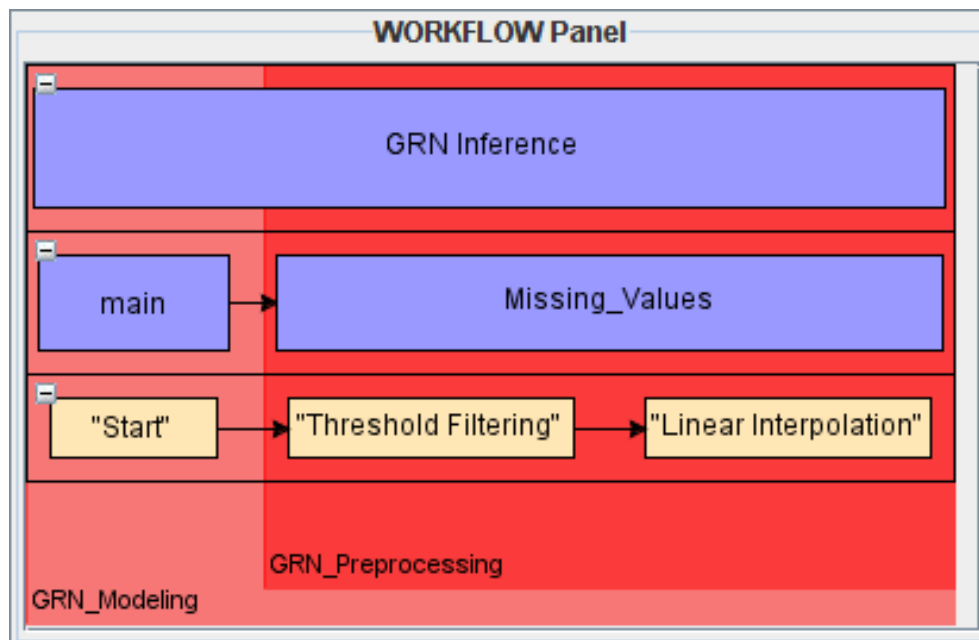 WORKFLOW Panel
GRN Inference
main
Missing_Values
"Start"
"Threshold Filtering"
"Linear Interpolation"
GRN_Preprocessing
GRN_Modeling